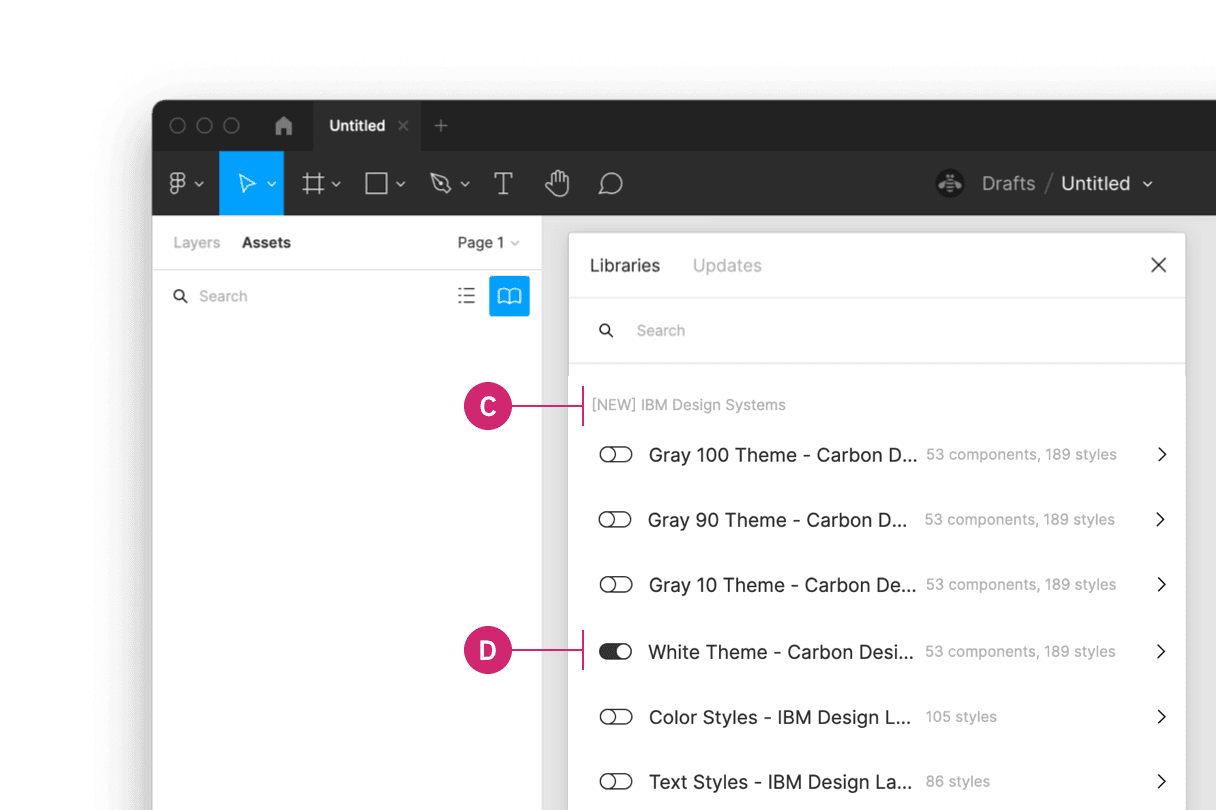 Untitled
Drafts / Untitled
Layers Assets Page 1
Search
Libraries Updates
Search
C
[NEW] IBM Design Systems
Gray 100 Theme - Carbon D... 53 components, 189 styles
Gray 90 Theme - Carbon D... 53 components, 189 styles
Gray 10 Theme - Carbon De... 53 components, 189 styles
D
White Theme - Carbon Desi... 53 components, 189 styles
Color Styles - IBM Design L... 105 styles
Text Styles - IBM Design La... 86 styles